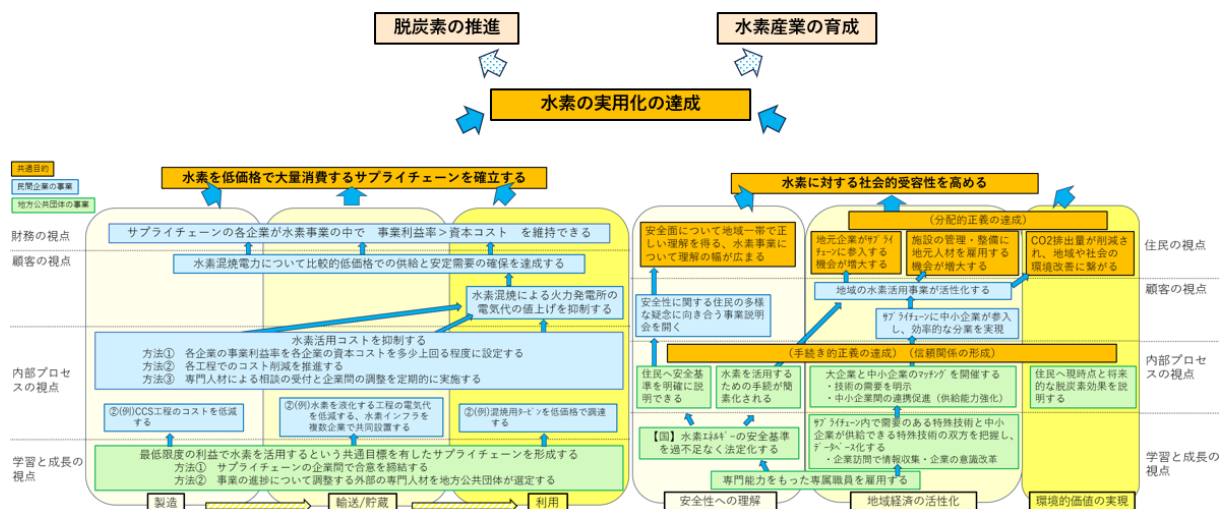 脱炭素の推進
水素産業の育成
水素の実用化の達成
共通目的
民間企業の事業
地方公共団体の事業
水素を低価格で大量消費するサプライチェーンを確立する
水素に対する社会的受容性を高める
財務の視点
サプライチェーンの各企業が水素事業の中で　事業利益率＞資本コスト　を維持できる
顧客の視点
水素混焼電力について比較的低価格での供給と安定需要の確保を達成する
水素混焼による火力発電所の
電気代の値上げを抑制する
内部プロセ
スの視点
水素活用コストを抑制する
方法①　各企業の事業利益率を各企業の資本コストを多少上回る程度に設定する
方法②　各工程でのコスト削減を推進する
方法③　専門人材による相談の受付と企業間の調整を定期的に実施する
②(例)CCS工程のコストを低減
する
②(例)水素を液化する工程の電気代
を低減する、水素インフラを
複数企業で共同設置する
②(例)混焼用ﾀｰﾋﾞﾝを低価格で調達
する
学習と成長の
視点
最低限度の利益で水素を活用するという共通目標を有したサプライチェーンを形成する
方法①　サプライチェーンの企業間で合意を締結する
方法②　事業の進捗について調整する外部の専門人材を地方公共団体が選定する
製造
輸送/貯蔵
利用
安全面について地域一帯で正
しい理解を得る、水素事業に
ついて理解の幅が広まる
（分配的正義の達成）
地元企業がｻﾌﾟﾗｲ
ﾁｪｰﾝに参入する
機会が増大する
施設の管理・整備に
地元人材を雇用する
機会が増大する
CO2排出量が削減さ
れ、地域や社会の
環境改善に繋がる
住民の視点
地域の水素活用事業が活性化する
顧客の視点
安全性に関する住民の多様
な疑念に向き合う事業説明
会を開く
ｻﾌﾟﾗｲﾁｪｰﾝに中小企業が参入
し、効率的な分業を実現
（手続き的正義の達成）（信頼関係の形成）
住民へ安全基
準を明確に説
明できる
水素を活用する
ための手続が簡
素化される
大企業と中小企業のﾏｯﾁﾝｸﾞを開催する
・技術の需要を明示
・中小企業間の連携促進（供給能力強化）
住民へ現時点と将来
的な脱炭素効果を説
明する
内部プロセ
スの視点
【国】水素ｴﾈﾙｷﾞｰの安全基準
を過不足なく法定化する
ｻﾌﾟﾗｲﾁｪｰﾝ内で需要のある特殊技術と中小
企業が供給できる特殊技術の双方を把握し、
ﾃﾞｰﾀﾍﾞｰｽ化する
・企業訪問で情報収集・企業の意識改革
学習と成長の
視点
専門能力をもった専属職員を雇用する
安全性への理解
地域経済の活性化
環境的価値の実現